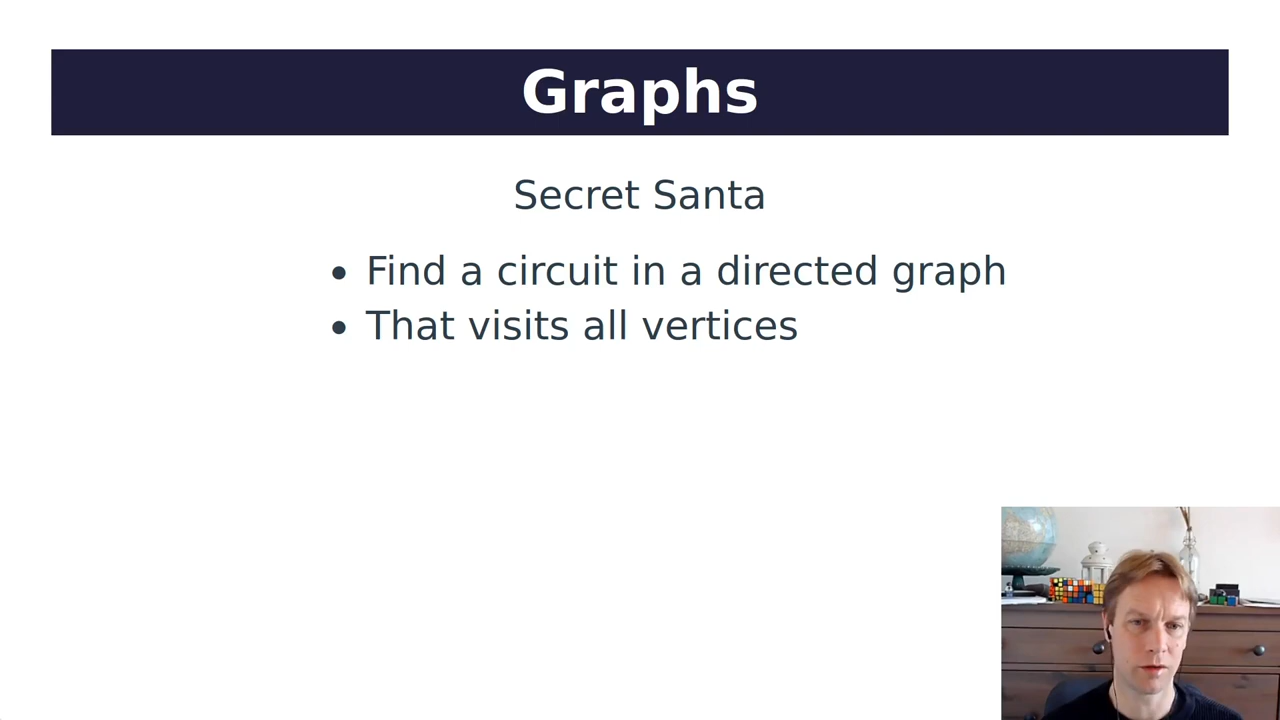 Graphs
Secret Santa
• Find a circuit in a directed graph
• That visits all vertices